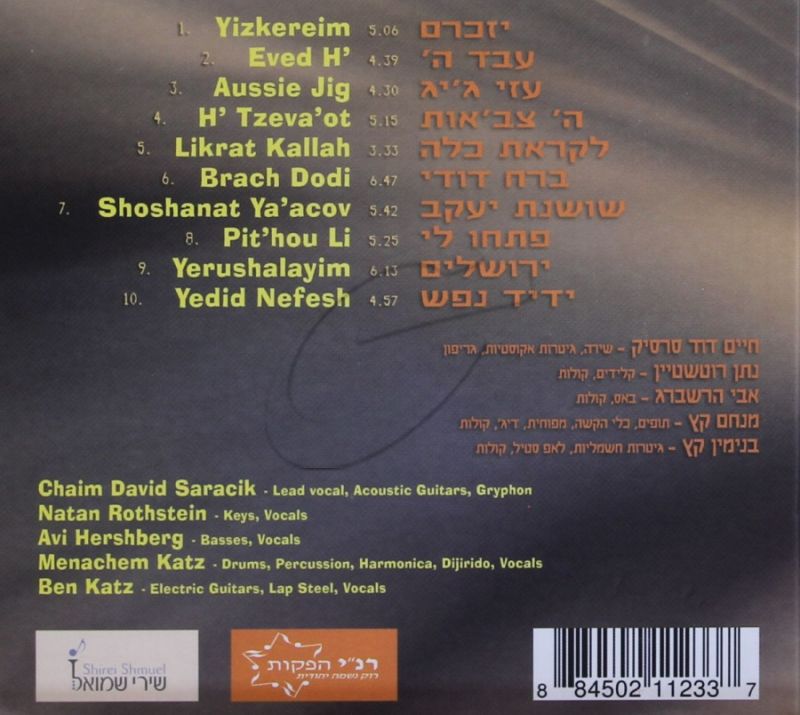 1. Yizkereim 5.06 יזכרם
2. Eved H' 4.39 עבד ה'
3. Aussie Jig 4.30 עזי ג'יג
4. H' Tzeva'ot 5.15 ה' צב'אות
5. Likrat Kallah 3.33 לקראת כלה
6. Brach Dodi 6.47 ברח דודי
7. Shoshanat Ya'acov 5.42 שושנת יעקב
8. Pit'hou Li 5.25 פתחו לי
9. Yerushalayim 6.13 ירושלים
10. Yedid Nefesh 4.57 ידיד נפש
חיים דוד סרסיק - שירה, גיטרות אקוסטיות, גריפון
נתן רוטשטיין - קלידים, קולות
אבי הרשברג - באס, קולות
מנחם קץ - תופים, כלי הקשה, מפוחית, דיג', קולות
בנימין קץ - גיטרות חשמליות, לאפ סטיל, קולות
Chaim David Saracik - Lead vocal, Acoustic Guitars, Gryphon
Natan Rothstein - Keys, Vocals
Avi Hershberg - Basses, Vocals
Menachem Katz - Drums, Percussion, Harmonica, Dijirido, Vocals
Ben Katz - Electric Guitars, Lap Steel, Vocals
Shirei Shmuel
שירי שמואל
רנ"י הפקות
רוק נשמה יהודית
8 84502 11233 7